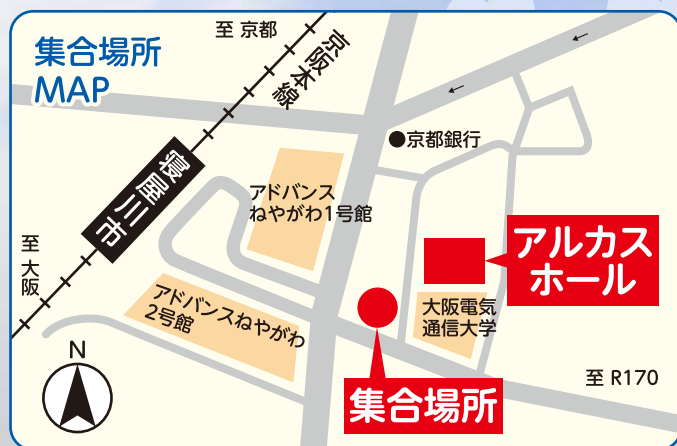 集合場所
MAP
至 京都
京阪本線
●京都銀行
寝屋川市
アドバンス
ねやがわ1号館
至 大阪
アルカス
ホール
アドバンスねやがわ
2号館
大阪電気
通信大学
N
至 R170
集合場所